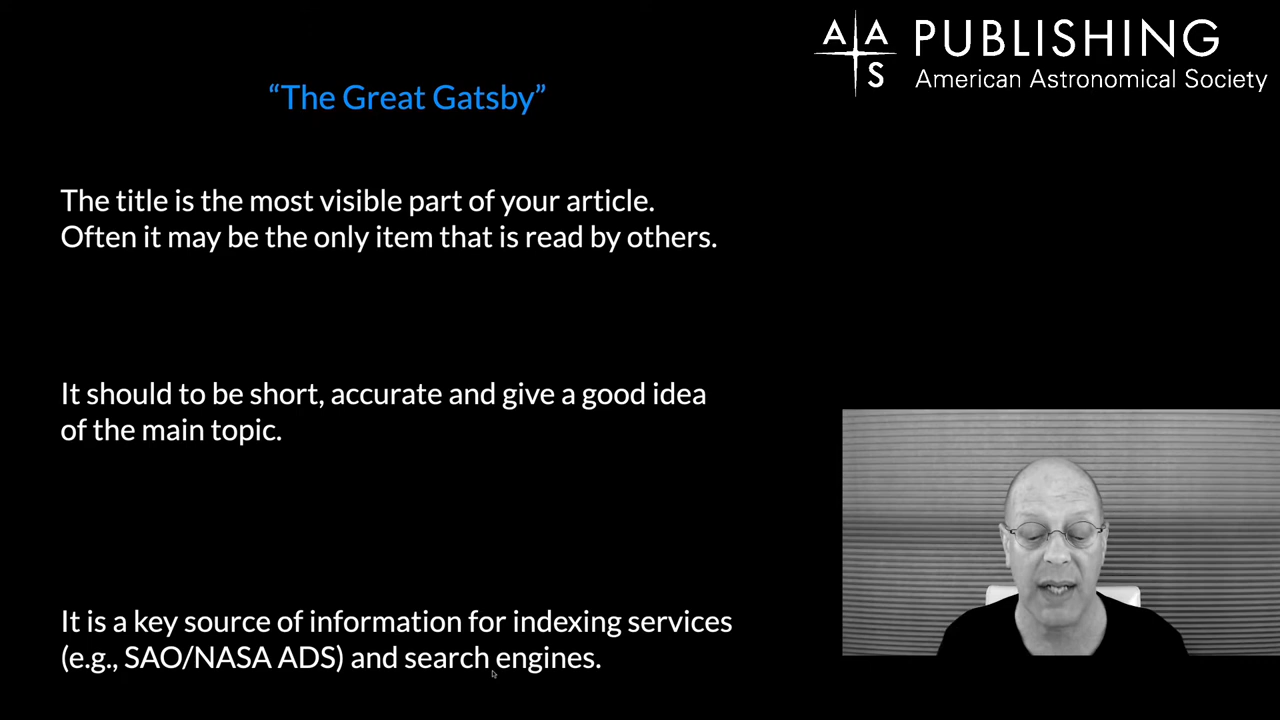 AAS PUBLISHING
American Astronomical Society
“The Great Gatsby”
The title is the most visible part of your article.
Often it may be the only item that is read by others.
It should to be short, accurate and give a good idea
of the main topic.
It is a key source of information for indexing services
(e.g., SAO/NASA ADS) and search engines.